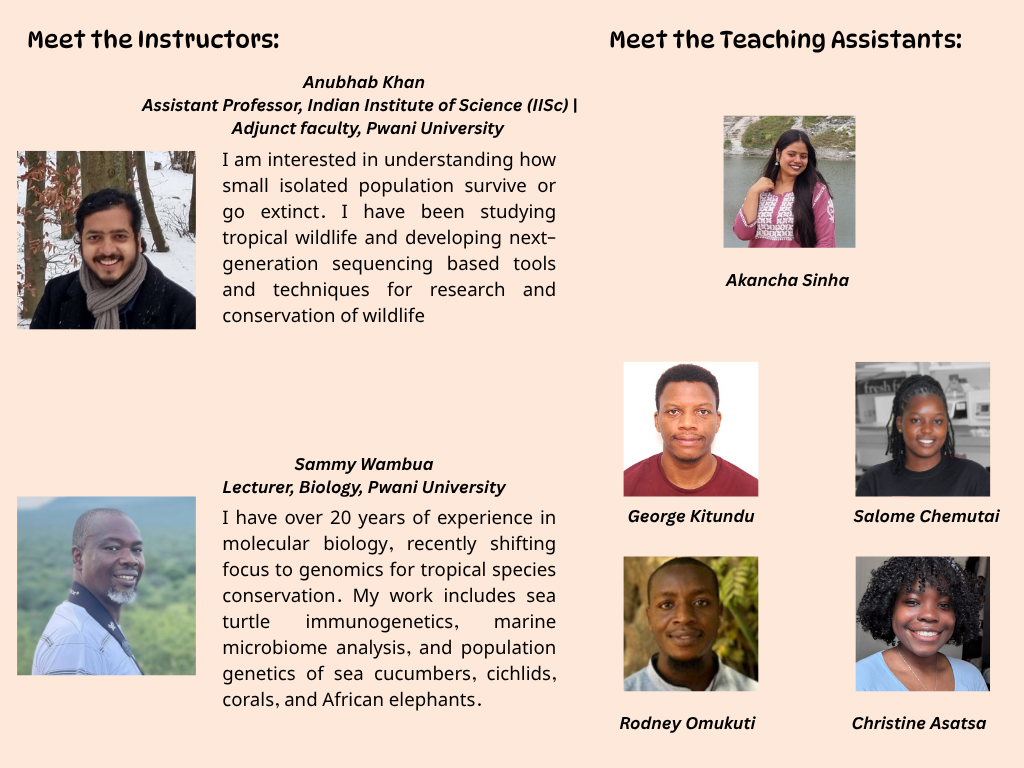 Meet the Instructors:
Anubhab Khan
Assistant Professor, Indian Institute of Science (IISc) |
Adjunct faculty, Pwani University
I am interested in understanding how
small isolated population survive or
go extinct. I have been studying
tropical wildlife and developing next-
generation sequencing based tools
and techniques for research and
conservation of wildlife
Sammy Wambua
Lecturer, Biology, Pwani University
I have over 20 years of experience in
molecular biology, recently shifting
focus to genomics for tropical species
conservation. My work includes sea
turtle immunogenetics, marine
microbiome analysis, and population
genetics of sea cucumbers, cichlids,
corals, and African elephants.
Meet the Teaching Assistants:
Akancha Sinha
fresh f
George Kitundu
Salome Chemutai
Rodney Omukuti
Christine Asatsa